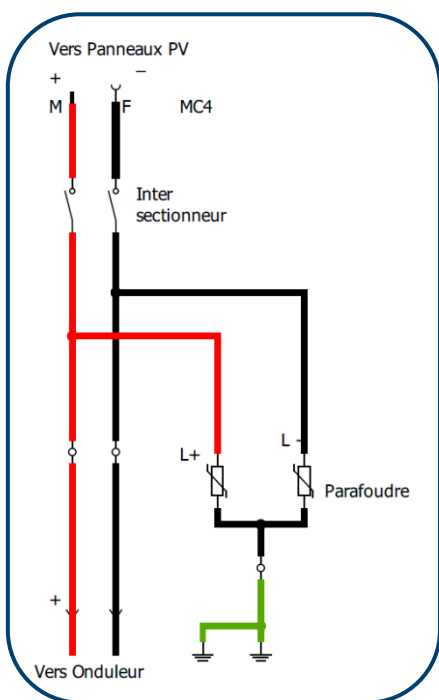 Vers Panneaux PV
+ −
M F MC4
Inter
sectionneur
L+ L -
Parafoudre
+
Vers Onduleur